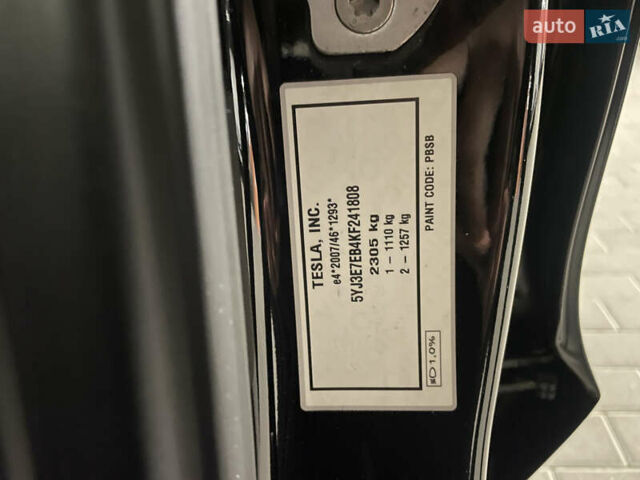 TESLA, INC.
e4*2007/46*1293*
5YJ3E7EB4KF241808
2305 kg
1 – 1110 kg
2 – 1257 kg
PAINT CODE: PBSB
1,0%
auto RIA.com